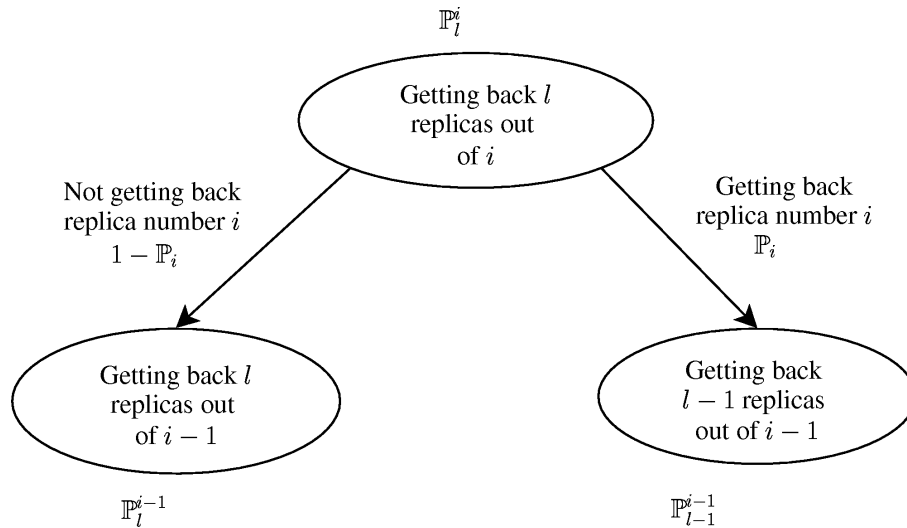 ℙ_l^i
Getting back l
replicas out
of i
Not getting back
replica number i
1 − ℙ_i
Getting back
replica number i
ℙ_i
Getting back l
replicas out
of i − 1
Getting back
l − 1 replicas
out of i − 1
ℙ_l^{i−1}
ℙ_{l−1}^{i−1}